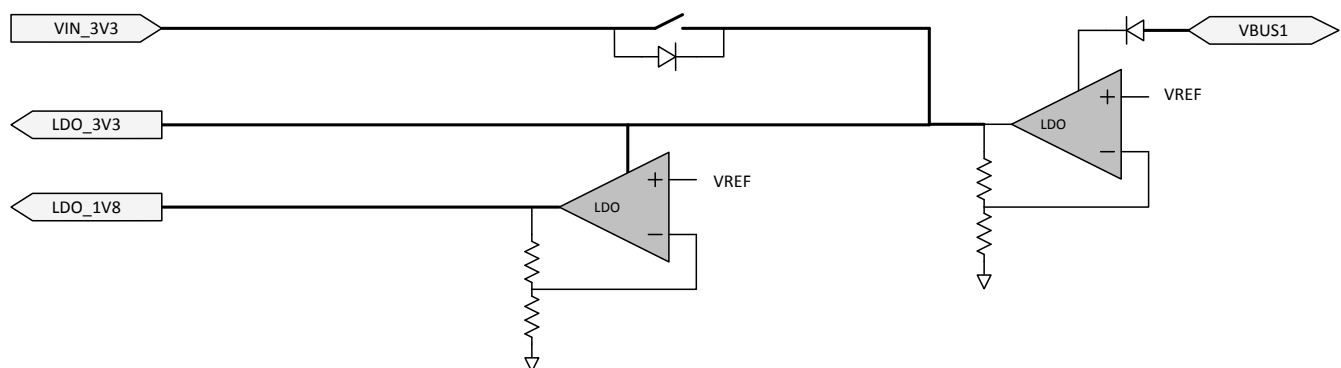 VIN_3V3
VBUS1
+
VREF
LDO_3V3
LDO
−
+
VREF
LDO_1V8
LDO
−